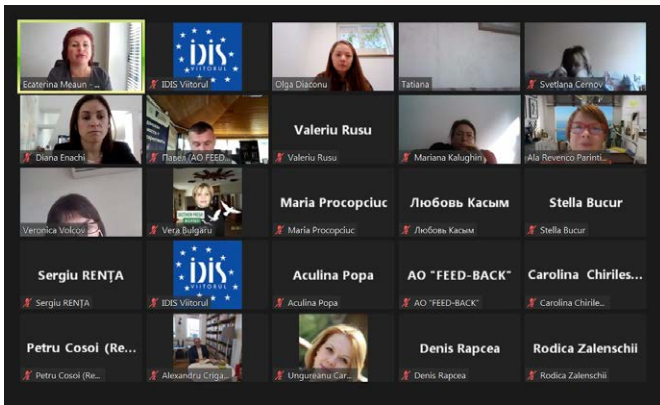 Ecaterina Meaun - ...
IDIS
VIITORUL
IDIS Viitorul
Olga Diaconu
Tatiana
Svetlana Cernov
Diana Enachi
Павел (AO FEED...
Valeriu Rusu
Valeriu Rusu
Mariana Kalughin
Ala Revenco Parinti...
Veronica Volcov
Vera Bulgaru
Maria Procopciuc
Maria Procopciuc
Любовь Касым
Любовь Касым
Stella Bucur
Stella Bucur
Sergiu RENȚA
Sergiu RENȚA
IDIS
VIITORUL
IDIS Viitorul
Aculina Popa
Aculina Popa
AO "FEED-BACK"
AO "FEED-BACK"
Carolina Chiriles...
Carolina Chirile...
Petru Cosoi (Re...
Petru Cosoi (Re...
Alexandru Criga...
Ungureanu Car...
Denis Rapcea
Denis Rapcea
Rodica Zalenschii
Rodica Zalenschii